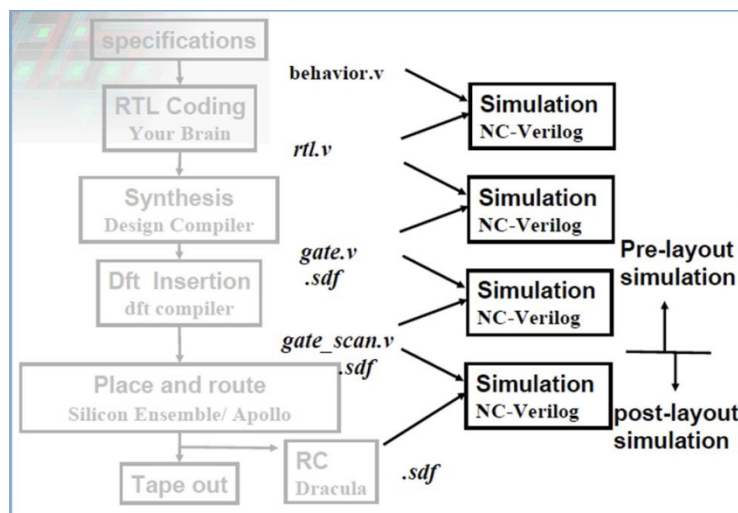 specifications
RTL Coding
Your Brain
Synthesis
Design Compiler
Dft Insertion
dft compiler
Place and route
Silicon Ensemble/ Apollo
Tape out
RC
Dracula
behavior.v
rtl.v
gate.v
.sdf
gate_scan.v
.sdf
.sdf
Simulation
NC-Verilog
Simulation
NC-Verilog
Simulation
NC-Verilog
Simulation
NC-Verilog
Pre-layout
simulation
post-layout
simulation